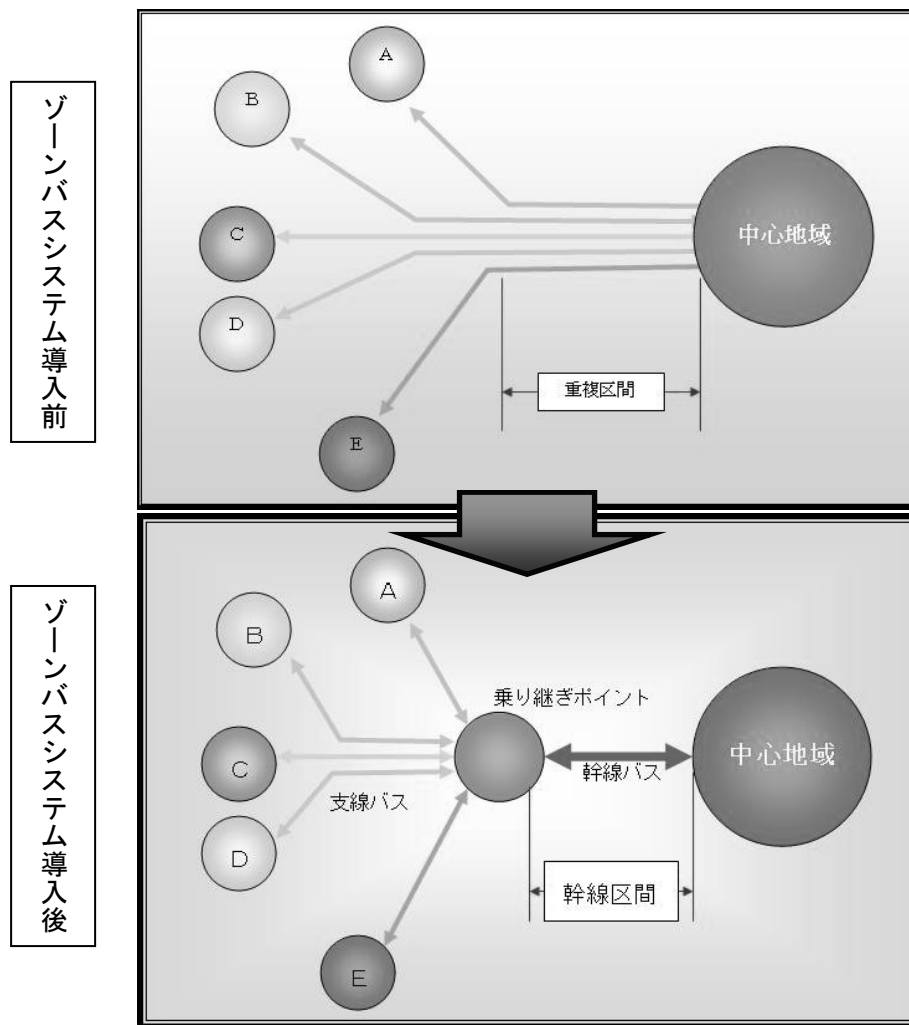 ゾーンバスシステム導入前
A
B
C
D
E
中心地域
重複区間
ゾーンバスシステム導入後
A
B
C
D
E
乗り継ぎポイント
支線バス
幹線バス
中心地域
幹線区間